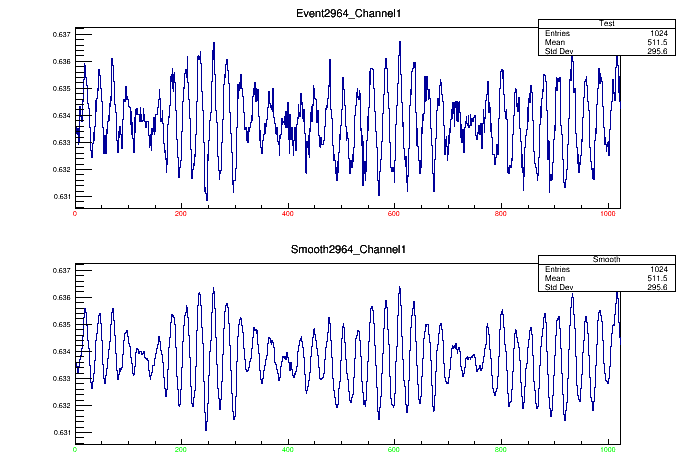 Event2964_Channel1
Test
Entries 1024
Mean 511.5
Std Dev 295.6
0.637
0.636
0.635
0.634
0.633
0.632
0.631
0 200 400 600 800 1000
Smooth2964_Channel1
Smooth
Entries 1024
Mean 511.5
Std Dev 295.6
0.637
0.636
0.635
0.634
0.633
0.632
0.631
0 200 400 600 800 1000